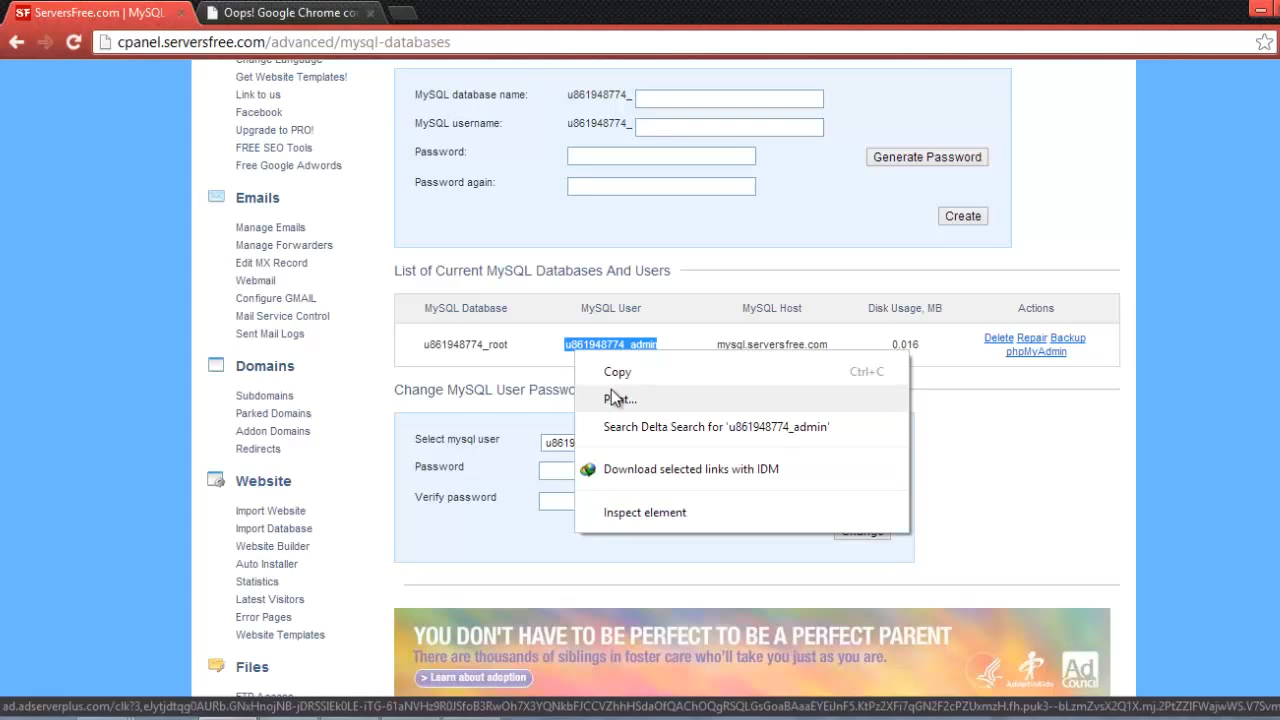 ServersFree.com | MySQL
Oops! Google Chrome co
cpanel.serversfree.com/advanced/mysql-databases
Change Language
Get Website Templates!
Link to us
Facebook
Upgrade to PRO!
FREE SEO Tools
Free Google Adwords
Emails
Manage Emails
Manage Forwarders
Edit MX Record
Webmail
Configure GMAIL
Mail Service Control
Sent Mail Logs
Domains
Subdomains
Parked Domains
Addon Domains
Redirects
Website
Import Website
Import Database
Website Builder
Auto Installer
Statistics
Latest Visitors
Error Pages
Website Templates
Files
MySQL database name: u861948774_
MySQL username: u861948774_
Password:
Generate Password
Password again:
Create
List of Current MySQL Databases And Users
MySQL Database MySQL User MySQL Host Disk Usage, MB Actions
u861948774_root u861948774_admin mysql.serversfree.com 0.016 Delete Repair Backup
phpMyAdmin
Change MySQL User Passwo
Select mysql user u8619
Password
Verify password
Change
Copy Ctrl+C
Search Delta Search for 'u861948774_admin'
Download selected links with IDM
Inspect element
YOU DON'T HAVE TO BE PERFECT TO BE A PERFECT PARENT
There are thousands of siblings in foster care who'll take you just as you are.
› Learn about adoption
AdoptUSKids
Ad
COUNCIL